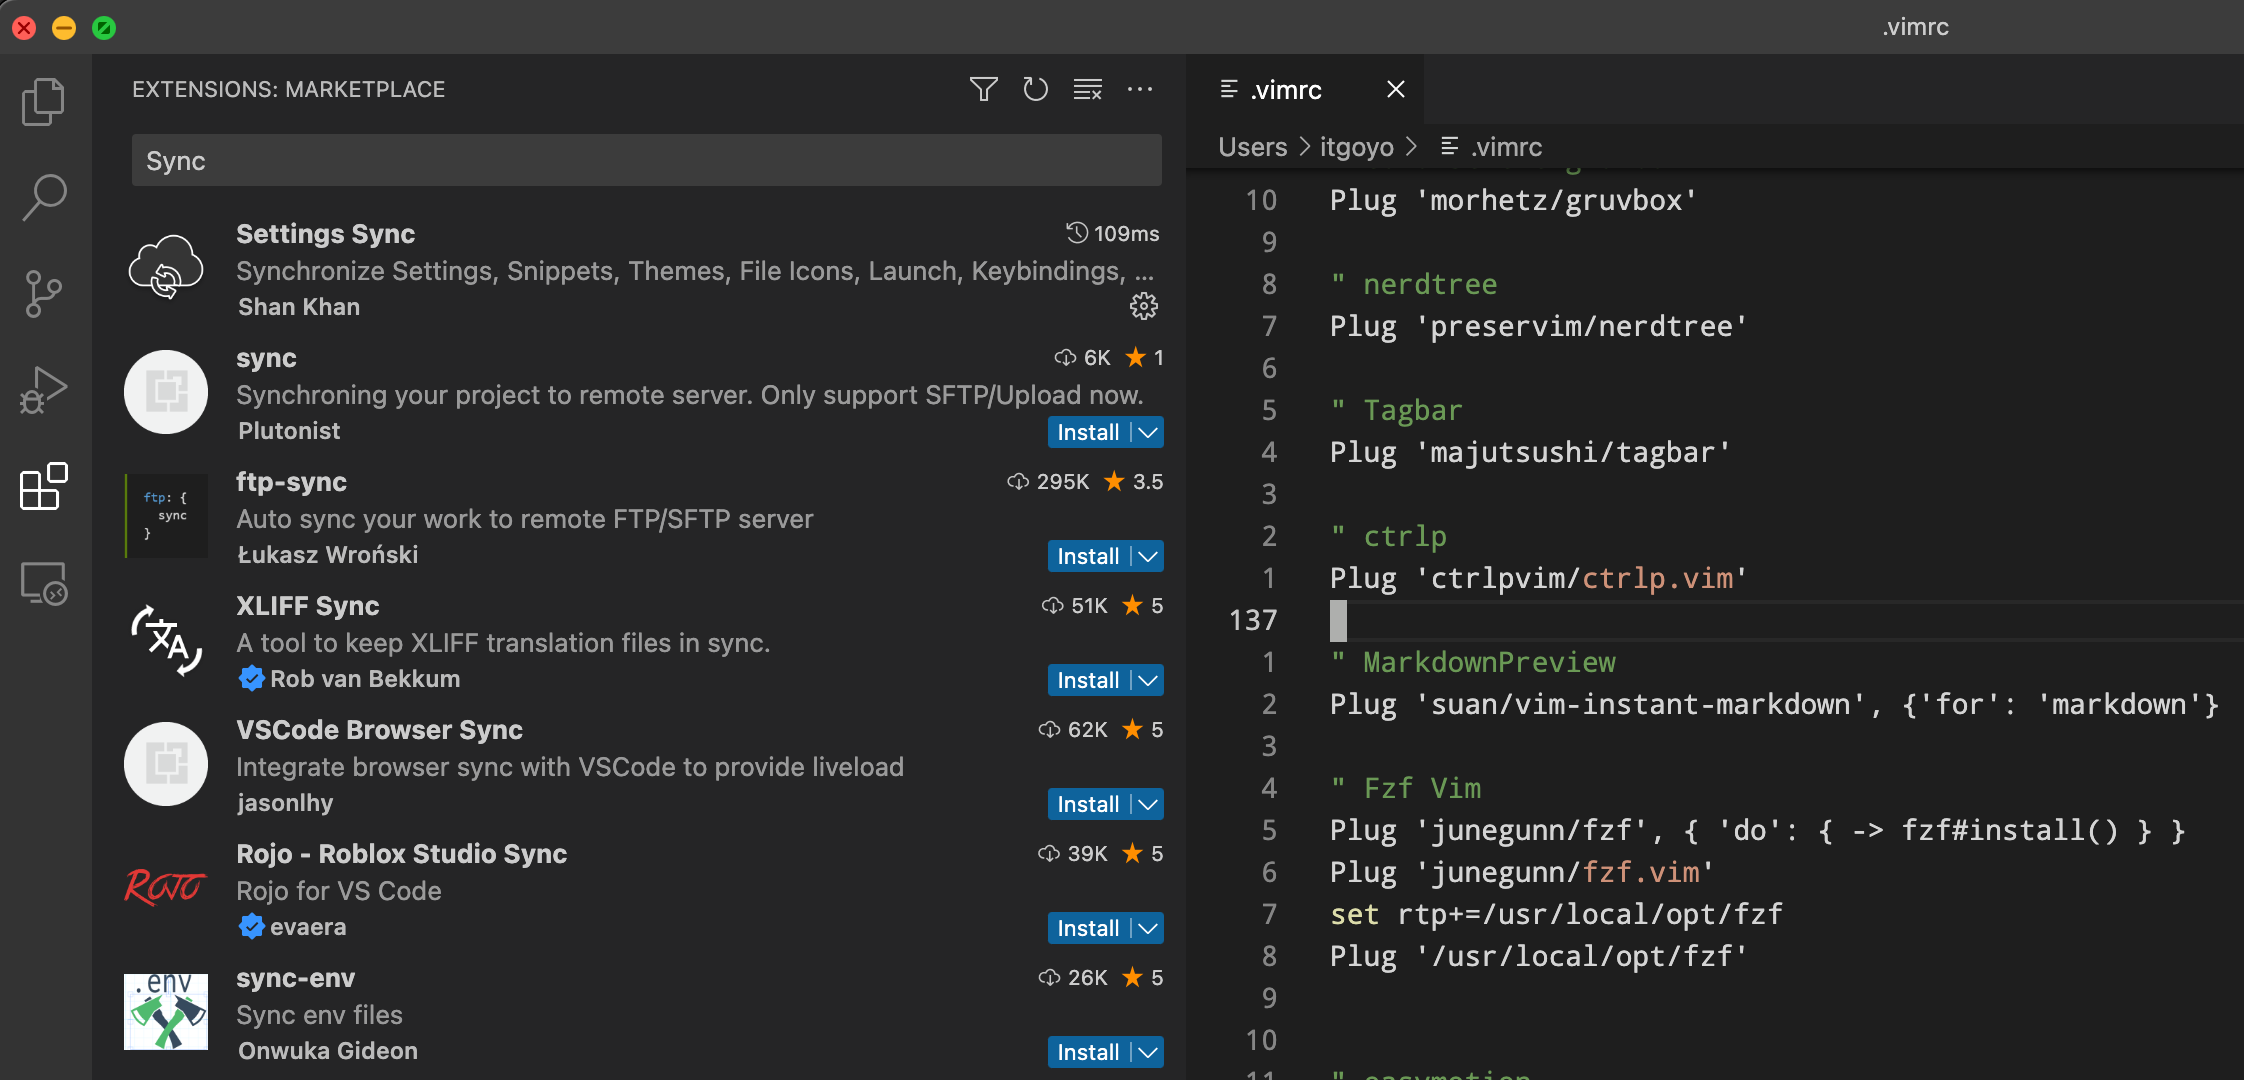 .vimrc
EXTENSIONS: MARKETPLACE
Sync
Settings Sync
109ms
Synchronize Settings, Snippets, Themes, File Icons, Launch, Keybindings, ...
Shan Khan
sync
6K 1
Synchroning your project to remote server. Only support SFTP/Upload now.
Plutonist
Install
ftp: {
sync
}
ftp-sync
295K 3.5
Auto sync your work to remote FTP/SFTP server
Łukasz Wroński
Install
XLIFF Sync
51K 5
A tool to keep XLIFF translation files in sync.
Rob van Bekkum
Install
VSCode Browser Sync
62K 5
Integrate browser sync with VSCode to provide liveload
jasonlhy
Install
ROJO
Rojo - Roblox Studio Sync
39K 5
Rojo for VS Code
evaera
Install
.env
sync-env
26K 5
Sync env files
Onwuka Gideon
Install
.vimrc
Users > itgoyo > .vimrc
10 Plug 'morhetz/gruvbox'
9
8 " nerdtree
7 Plug 'preservim/nerdtree'
6
5 " Tagbar
4 Plug 'majutsushi/tagbar'
3
2 " ctrlp
1 Plug 'ctrlpvim/ctrlp.vim'
137
1 " MarkdownPreview
2 Plug 'suan/vim-instant-markdown', {'for': 'markdown'}
3
4 " Fzf Vim
5 Plug 'junegunn/fzf', { 'do': { -> fzf#install() } }
6 Plug 'junegunn/fzf.vim'
7 set rtp+=/usr/local/opt/fzf
8 Plug '/usr/local/opt/fzf'
9
10
11 " easymotion